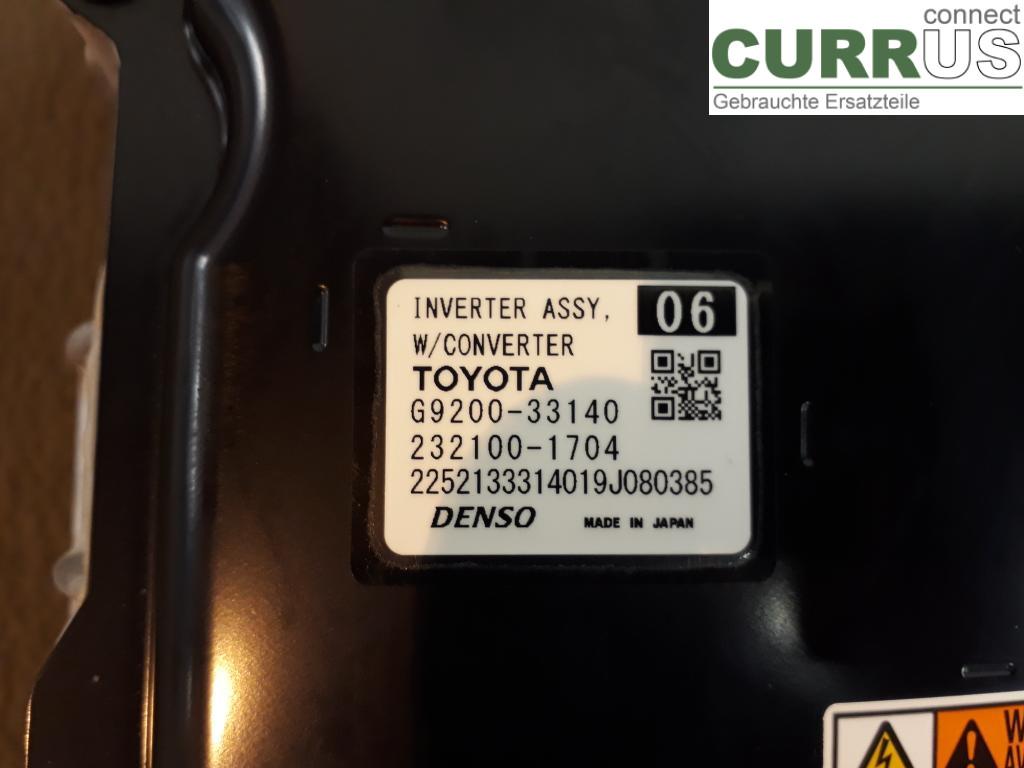 connect
CURRUS
Gebrauchte Ersatzteile
INVERTER ASSY, 06
W/CONVERTER
TOYOTA
G9200-33140
232100-1704
2252133314019J080385
DENSO MADE IN JAPAN